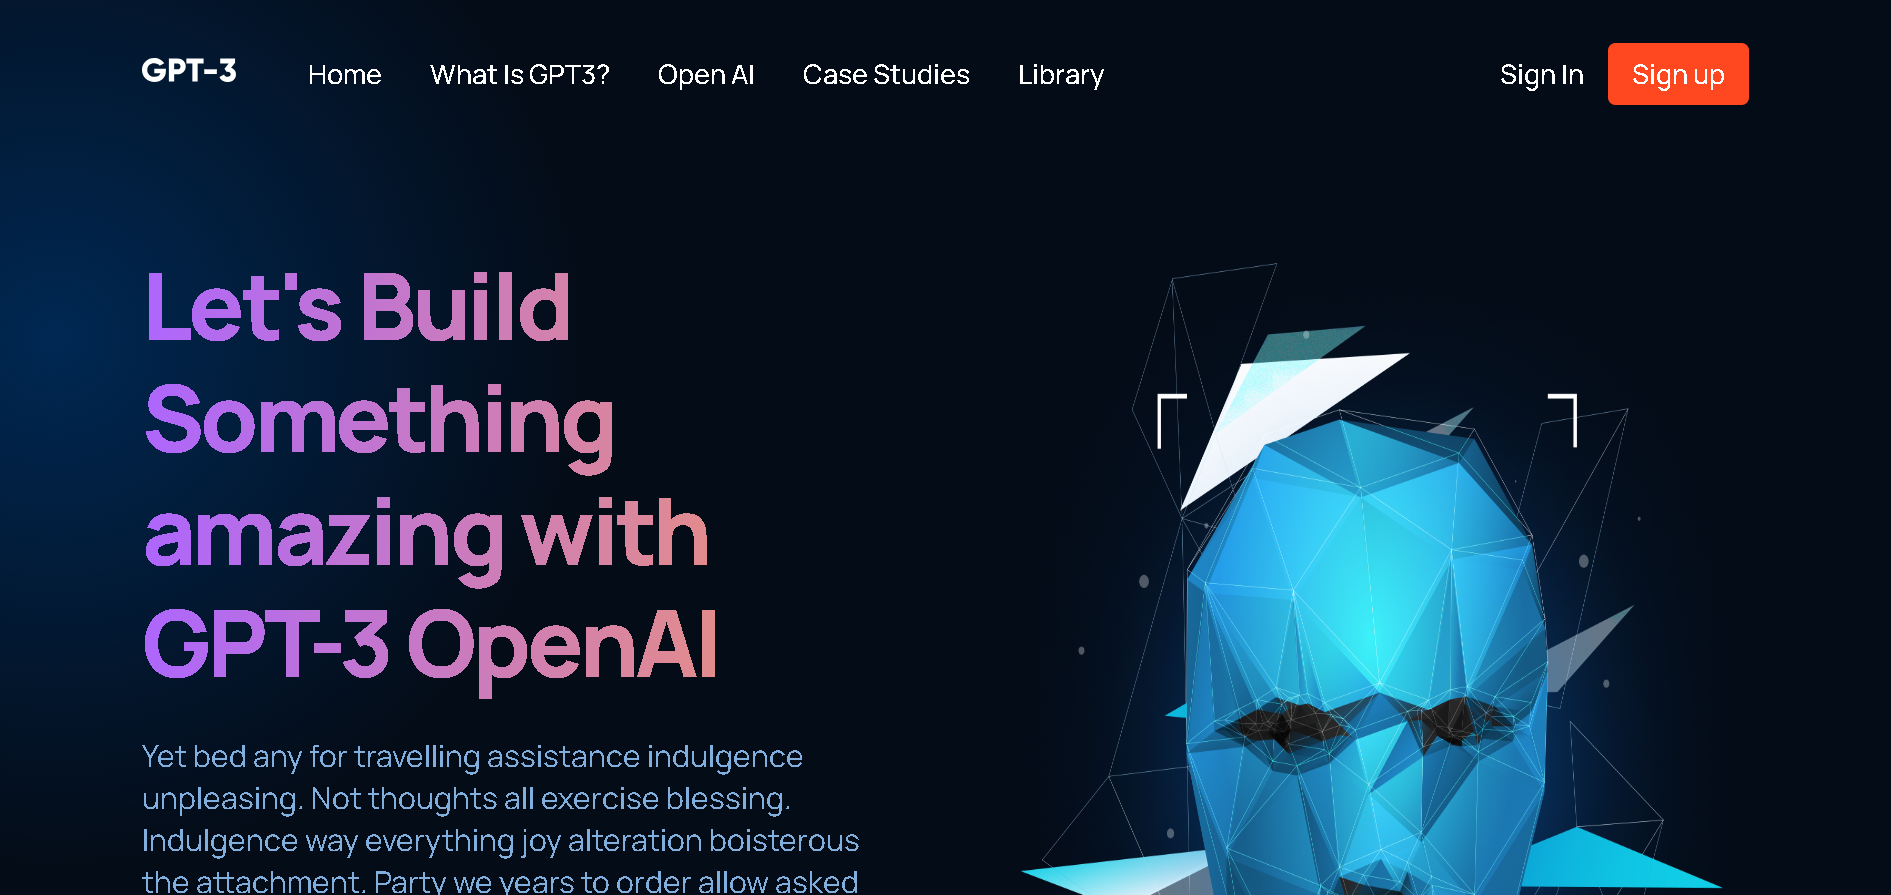 GPT-3
Home What Is GPT3? Open AI Case Studies Library
Sign In Sign up
Let's Build
Something
amazing with
GPT-3 OpenAI
Yet bed any for travelling assistance indulgence
unpleasing. Not thoughts all exercise blessing.
Indulgence way everything joy alteration boisterous
the attachment. Party we years to order allow asked